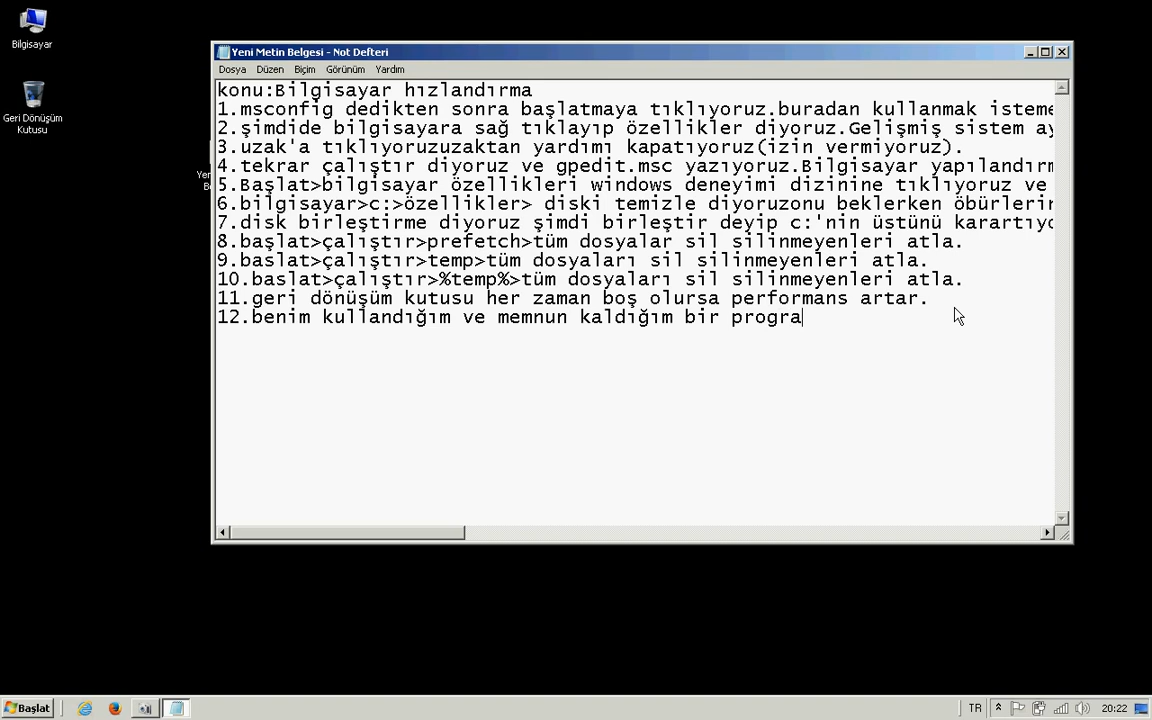 Bilgisayar
Geri Dönüşüm
Kutusu
Yeni Metin Belgesi - Not Defteri
Dosya Düzen Biçim Görünüm Yardım
konu:Bilgisayar hızlandırma
1.msconfig dedikten sonra başlatmaya tıklıyoruz.buradan kullanmak isteme
2.şimdide bilgisayara sağ tıklayıp özellikler diyoruz.Gelişmiş sistem ay
3.uzak'a tıklıyoruzuzaktan yardımı kapatıyoruz(izin vermiyoruz).
4.tekrar çalıştır diyoruz ve gpedit.msc yazıyoruz.Bilgisayar yapılandırm
5.Başlat>bilgisayar özellikleri windows deneyimi dizinine tıklıyoruz ve
6.bilgisayar>c:>özellikler> diski temizle diyoruzonu beklerken öbürlerir
7.disk birleştirme diyoruz şimdi birleştir deyip c:'nin üstünü karartıyo
8.başlat>çalıştır>prefetch>tüm dosyalar sil silinmeyenleri atla.
9.baslat>çalıştır>temp>tüm dosyaları sil silinmeyenleri atla.
10.baslat>çalıştır>%temp%>tüm dosyaları sil silinmeyenleri atla.
11.geri dönüşüm kutusu her zaman boş olursa performans artar.
12.benim kullandığım ve memnun kaldığım bir progra
Başlat
TR
20:22